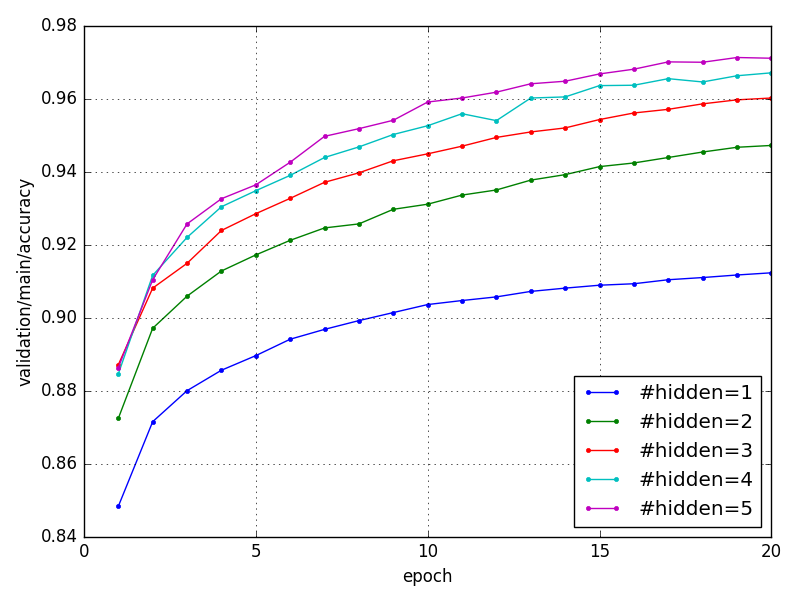 0.98
0.96
0.94
0.92
0.90
0.88
0.86
0.84
validation/main/accuracy
#hidden=1
#hidden=2
#hidden=3
#hidden=4
#hidden=5
0 5 10 15 20
epoch